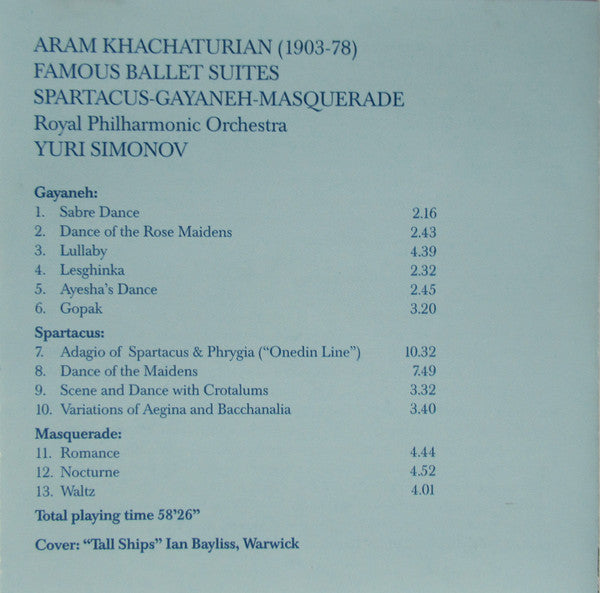 ARAM KHACHATURIAN (1903-78)
FAMOUS BALLET SUITES
SPARTACUS-GAYANEH-MASQUERADE
Royal Philharmonic Orchestra
YURI SIMONOV
Gayaneh:
1. Sabre Dance 2.16
2. Dance of the Rose Maidens 2.43
3. Lullaby 4.39
4. Lesghinka 2.32
5. Ayesha's Dance 2.45
6. Gopak 3.20
Spartacus:
7. Adagio of Spartacus & Phrygia ("Onedin Line") 10.32
8. Dance of the Maidens 7.49
9. Scene and Dance with Crotalums 3.32
10. Variations of Aegina and Bacchanalia 3.40
Masquerade:
11. Romance 4.44
12. Nocturne 4.52
13. Waltz 4.01
Total playing time 58'26"
Cover: "Tall Ships" Ian Bayliss, Warwick